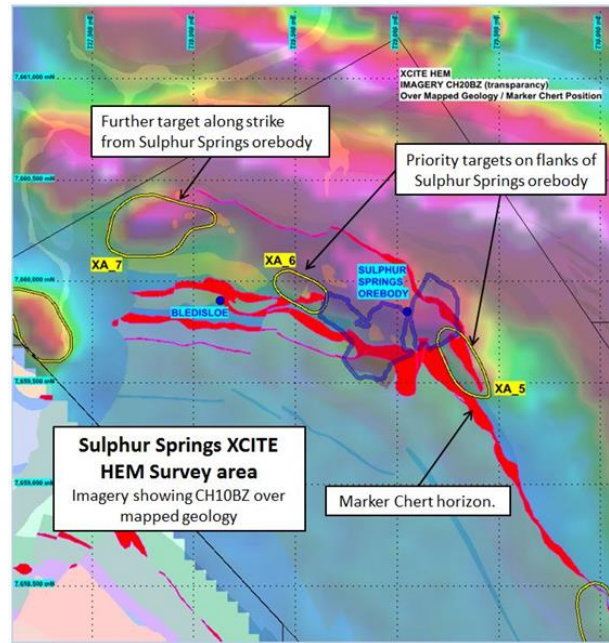 XCITE HEM
IMAGERY CH20BZ (transparancy)
Over Mapped Geology / Marker Chert Position
7,661,000 mN
Further target along strike
from Sulphur Springs orebody
Priority targets on flanks of
Sulphur Springs orebody
7,660,500 mN
XA_7
XA_6
SULPHUR
SPRINGS
OREBODY
7,660,000 mN
BLEDISLOE
7,659,500 mN
XA_5
Sulphur Springs XCITE
HEM Survey area
Imagery showing CH10BZ over
mapped geology
7,659,000 mN
Marker Chert horizon.
7,658,500 mN